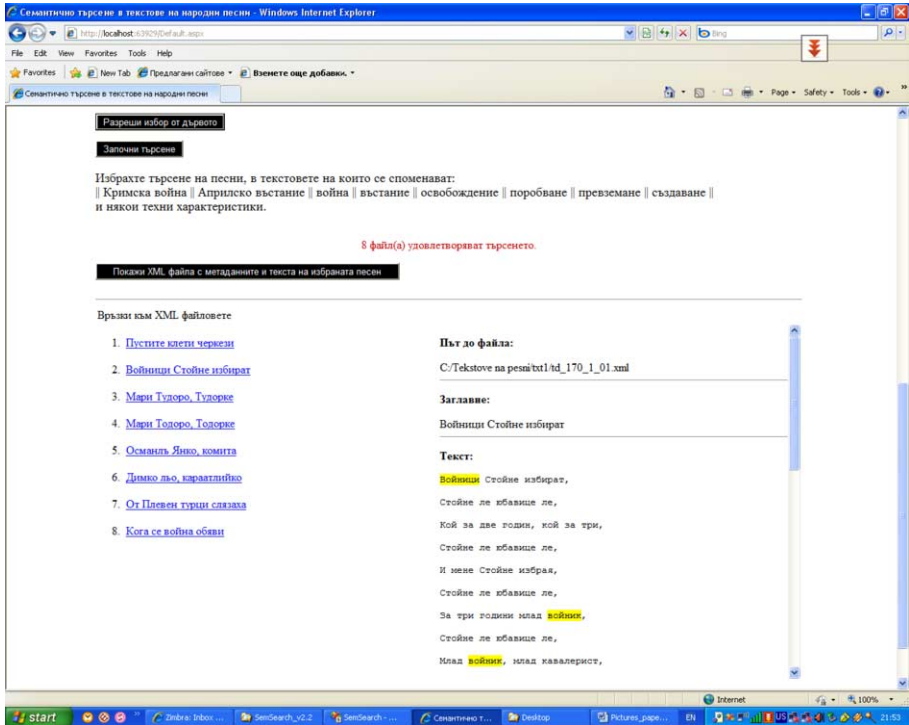 Семантично търсене в текстове на народни песни - Windows Internet Explorer
http://localhost:63929/Default.aspx
Bing
File Edit View Favorites Tools Help
Favorites New Tab Предлагани сайтове Вземете още добавки.
Семантично търсене в текстове на народни песни
Page Safety Tools
Разреши избор от дървото
Започни търсене
Избрахте търсене на песни, в текстовете на които се споменават:
|| Кримска война || Априлско въстание || война || въстание || освобождение || поробване || превземане || създаване ||
и някои техни характеристики.
8 файл(а) удовлетворяват търсенето.
Покажи XML файла с метаданните и текста на избраната песен
Връзки към XML файловете
1. Пустите клети черкези
2. Войници Стойне избират
3. Мари Тудоро, Тудорке
4. Мари Тодоро, Тодорке
5. Османлъ Янко, комита
6. Димко льо, караатлийко
7. От Плевен турци слязаха
8. Кога се война обяви
Път до файла:
C:/Tekstove na pesni/txt1/td_170_1_01.xml
Заглавие:
Войници Стойне избират
Текст:
Войници Стойне избират,
Стойне ле юбавице ле,
Кой за две годин, кой за три,
Стойне ле юбавице ле,
И мене Стойне избрая,
Стойне ле юбавице ле,
За три години млад войник,
Стойне ле юбавице ле,
Млад войник, млад кавалерист,
Internet 100%
start Zimbra: Inbox ... SemSearch_v2.2 SemSearch - ... Семантично т... Desktop Pictures_pape... EN US 21:53